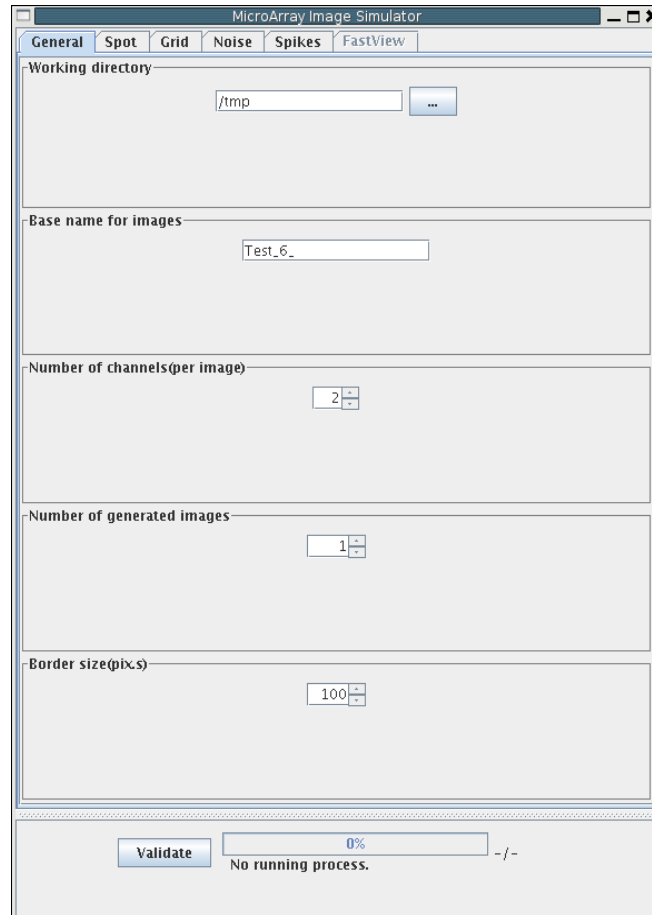 MicroArray Image Simulator
General Spot Grid Noise Spikes FastView
Working directory
/tmp ...
Base name for images
Test_6_
Number of channels(per image)
2
Number of generated images
1
Border size(pix.s)
100
Validate 0% -/-
No running process.